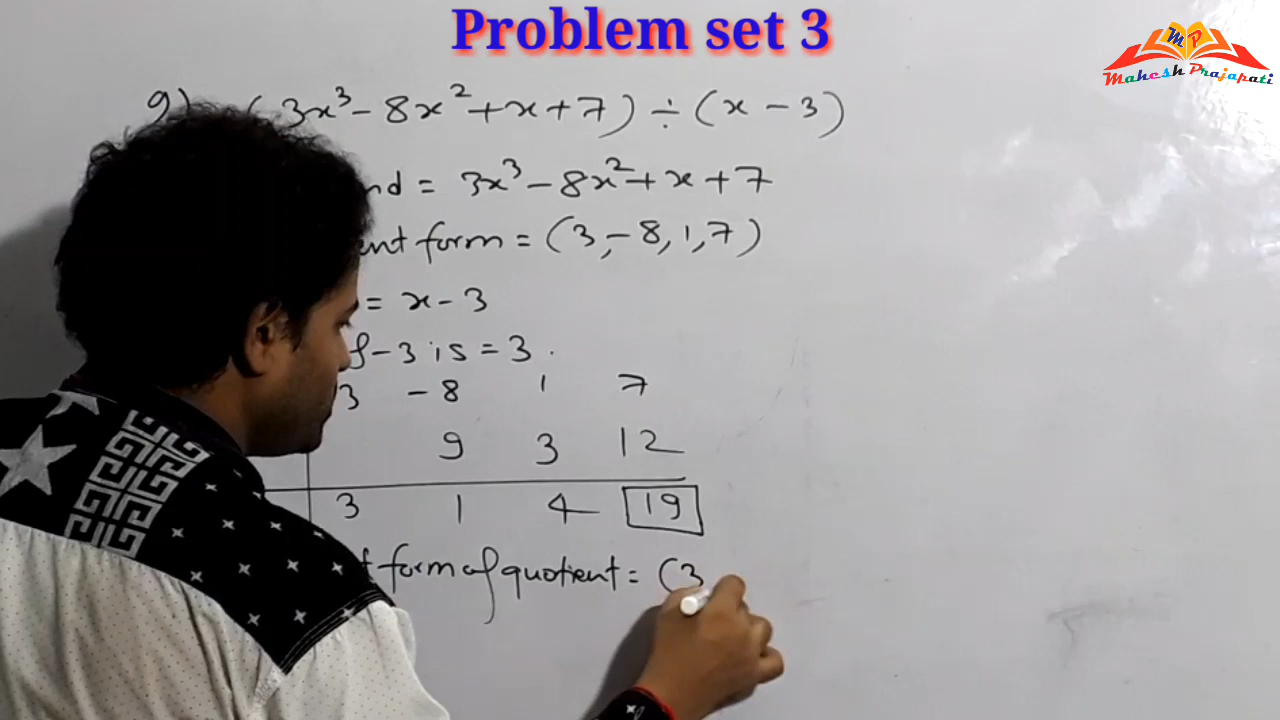 Problem set 3
MP
Mahesh Prajapati
9) (3x³ - 8x² + x + 7) ÷ (x - 3)
nd = 3x³ - 8x² + x + 7
ent form = (3, -8, 1, 7)
= x - 3
f -3 is = 3.
3 -8 1 7
9 3 12
3 1 4 19
t form of quotient = (3